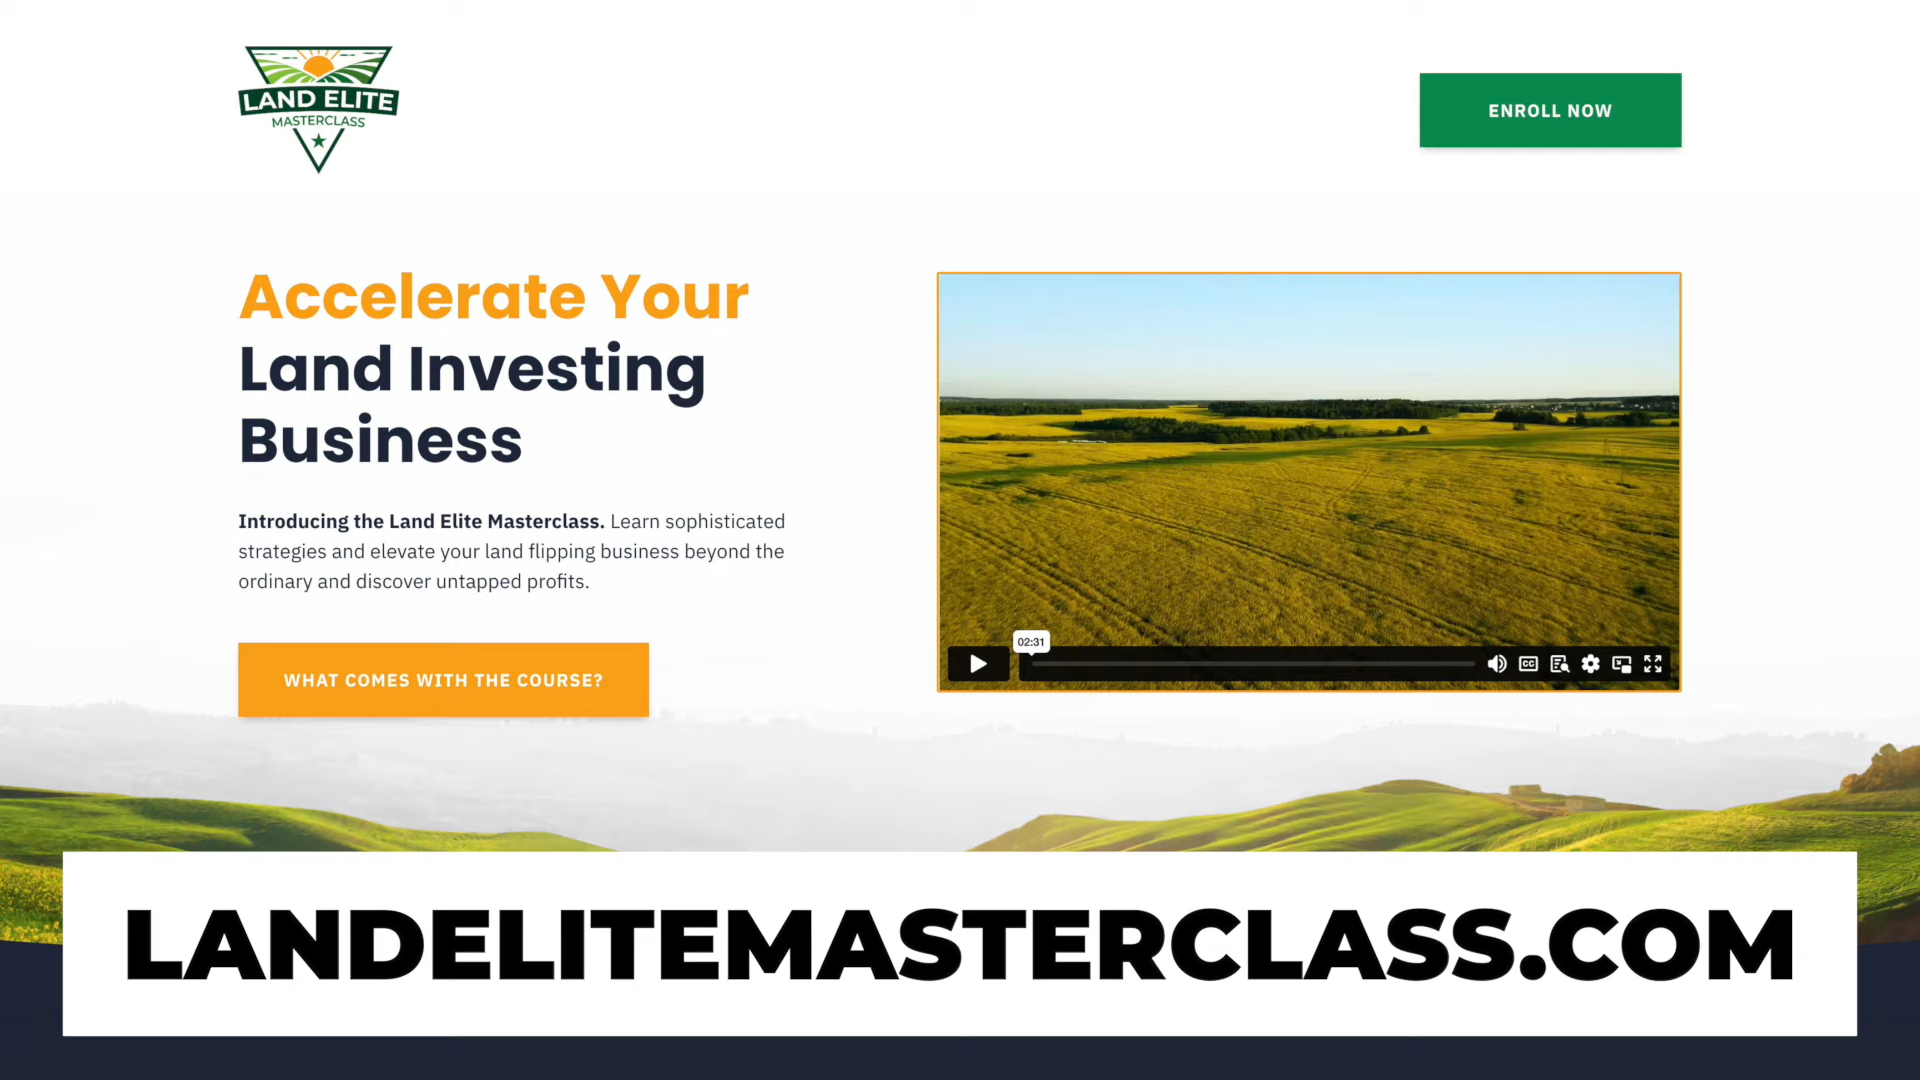 LAND ELITE
MASTERCLASS
ENROLL NOW
Accelerate Your
Land Investing
Business
Introducing the Land Elite Masterclass. Learn sophisticated
strategies and elevate your land flipping business beyond the
ordinary and discover untapped profits.
WHAT COMES WITH THE COURSE?
02:31
CC
LANDELITEMASTERCLASS.COM